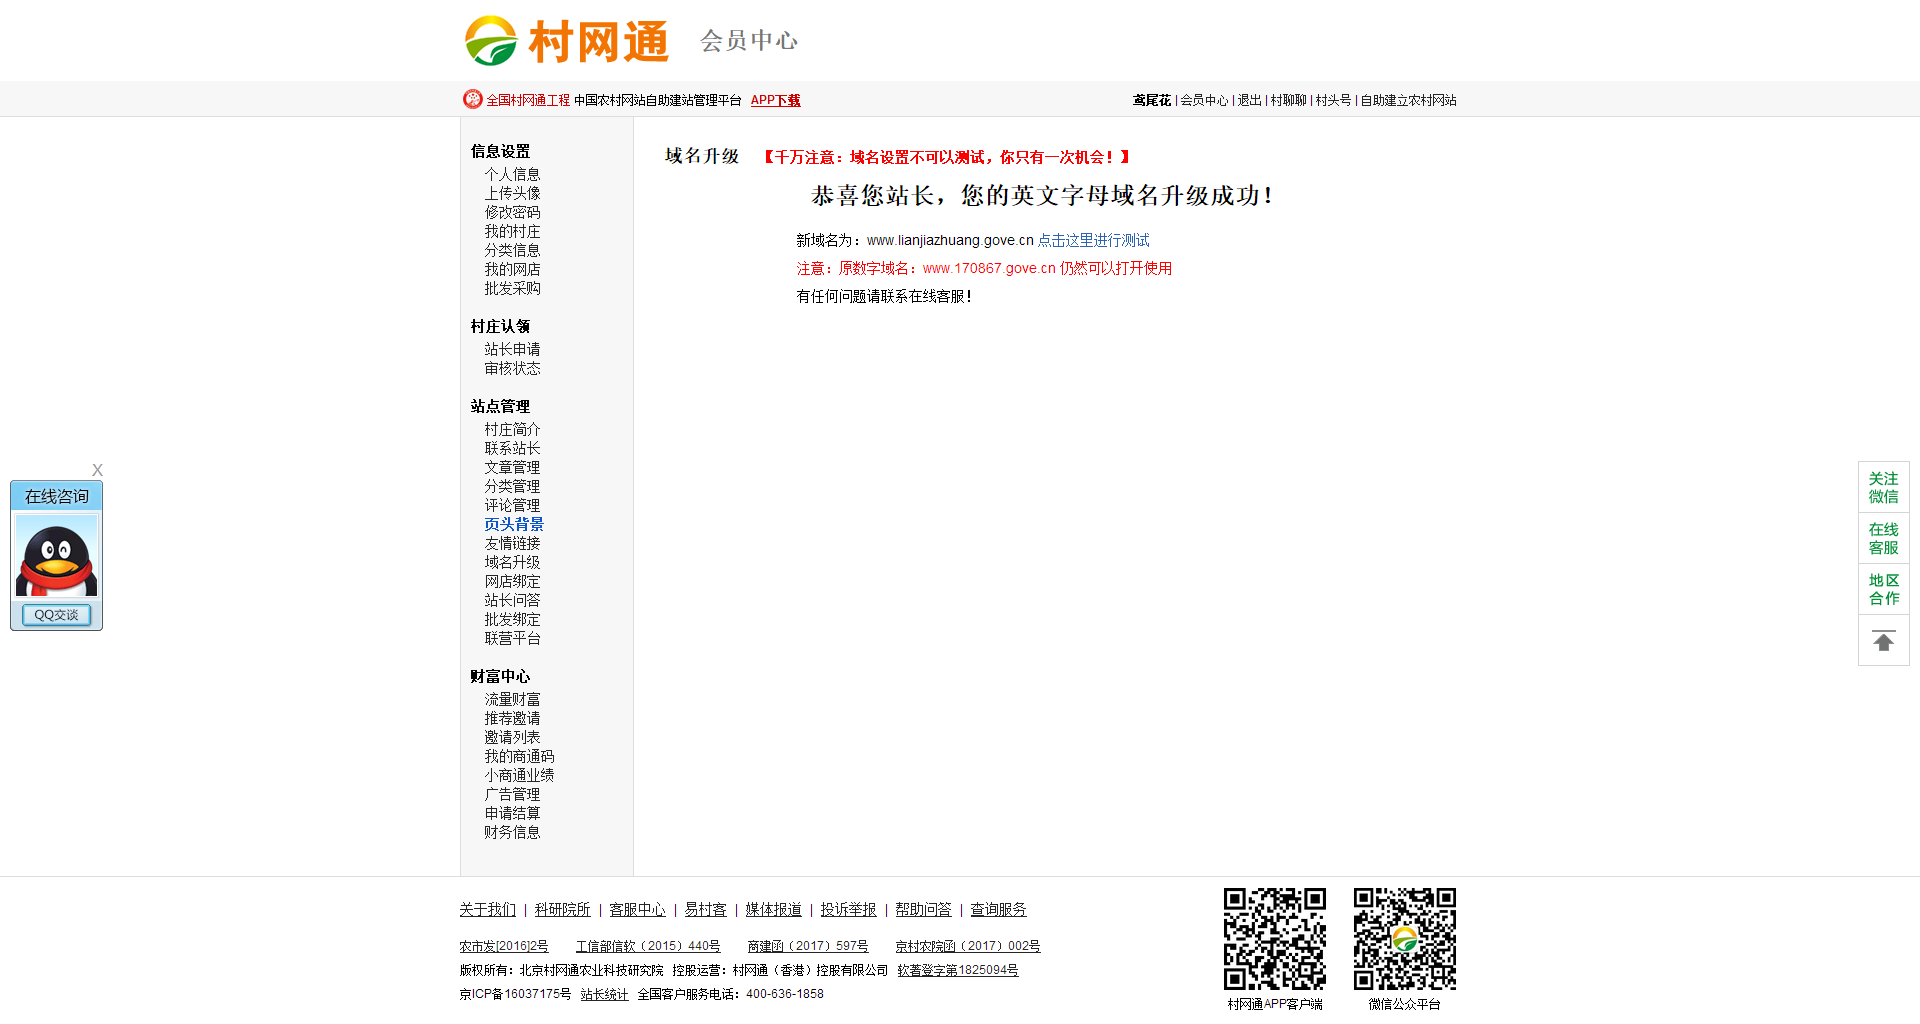 村网通 会员中心
全国村网通工程 中国农村网站自助建站管理平台 APP下载
鸢尾花 | 会员中心 | 退出 | 村聊聊 | 村头号 | 自助建立农村网站
信息设置
个人信息
上传头像
修改密码
我的村庄
分类信息
我的网店
批发采购
村庄认领
站长申请
审核状态
站点管理
村庄简介
联系站长
文章管理
分类管理
评论管理
页头背景
友情链接
域名升级
网店绑定
站长问答
批发绑定
联营平台
财富中心
流量财富
推荐邀请
邀请列表
我的商通码
小商通业绩
广告管理
申请结算
财务信息
域名升级 【千万注意：域名设置不可以测试，你只有一次机会！】
恭喜您站长，您的英文字母域名升级成功！
新域名为：www.lianjiazhuang.gove.cn 点击这里进行测试
注意：原数字域名：www.170867.gove.cn 仍然可以打开使用
有任何问题请联系在线客服！
X
在线咨询
QQ交谈
关注
微信
在线
客服
地区
合作
关于我们 | 科研院所 | 客服中心 | 易村客 | 媒体报道 | 投诉举报 | 帮助问答 | 查询服务
农市发[2016]2号 工信部信软（2015）440号 商建函（2017）597号 京村农院函（2017）002号
版权所有：北京村网通农业科技研究院 控股运营：村网通（香港）控股有限公司 软著登字第1825094号
京ICP备16037175号 站长统计 全国客户服务电话：400-636-1858
村网通APP客户端
微信公众平台